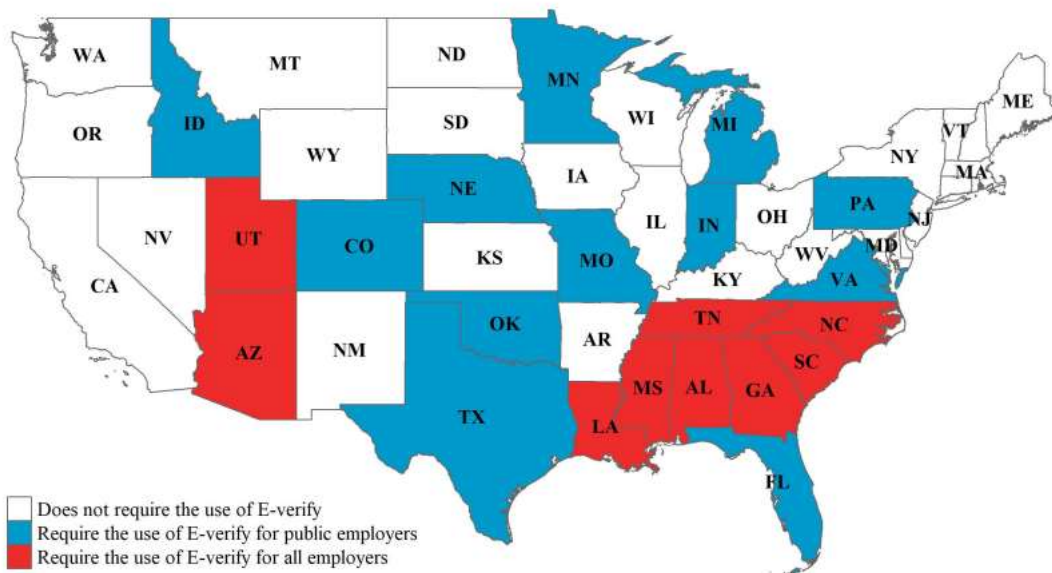 WA
MT
ND
MN
ME
OR
ID
SD
WI
MI
VT
NY
WY
MA
IA
NE
PA
NJ
OH
IN
IL
NV
UT
CO
MD
WV
KS
MO
VA
CA
KY
TN
NC
OK
AZ
NM
AR
SC
MS
AL
GA
TX
LA
FL
Does not require the use of E-verify
Require the use of E-verify for public employers
Require the use of E-verify for all employers